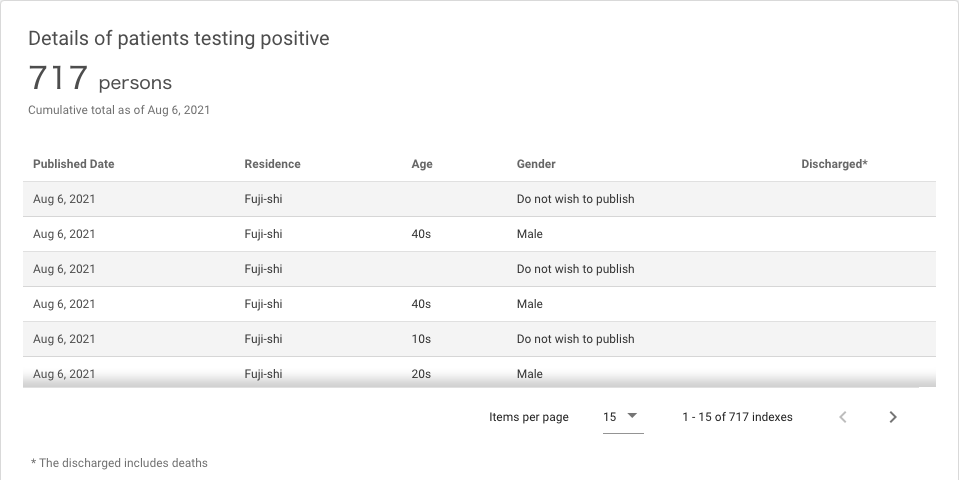 Details of patients testing positive
717 persons
Cumulative total as of Aug 6, 2021
Published Date Residence Age Gender Discharged*
Aug 6, 2021 Fuji-shi Do not wish to publish
Aug 6, 2021 Fuji-shi 40s Male
Aug 6, 2021 Fuji-shi Do not wish to publish
Aug 6, 2021 Fuji-shi 40s Male
Aug 6, 2021 Fuji-shi 10s Do not wish to publish
Aug 6, 2021 Fuji-shi 20s Male
Items per page 15 1 - 15 of 717 indexes
* The discharged includes deaths